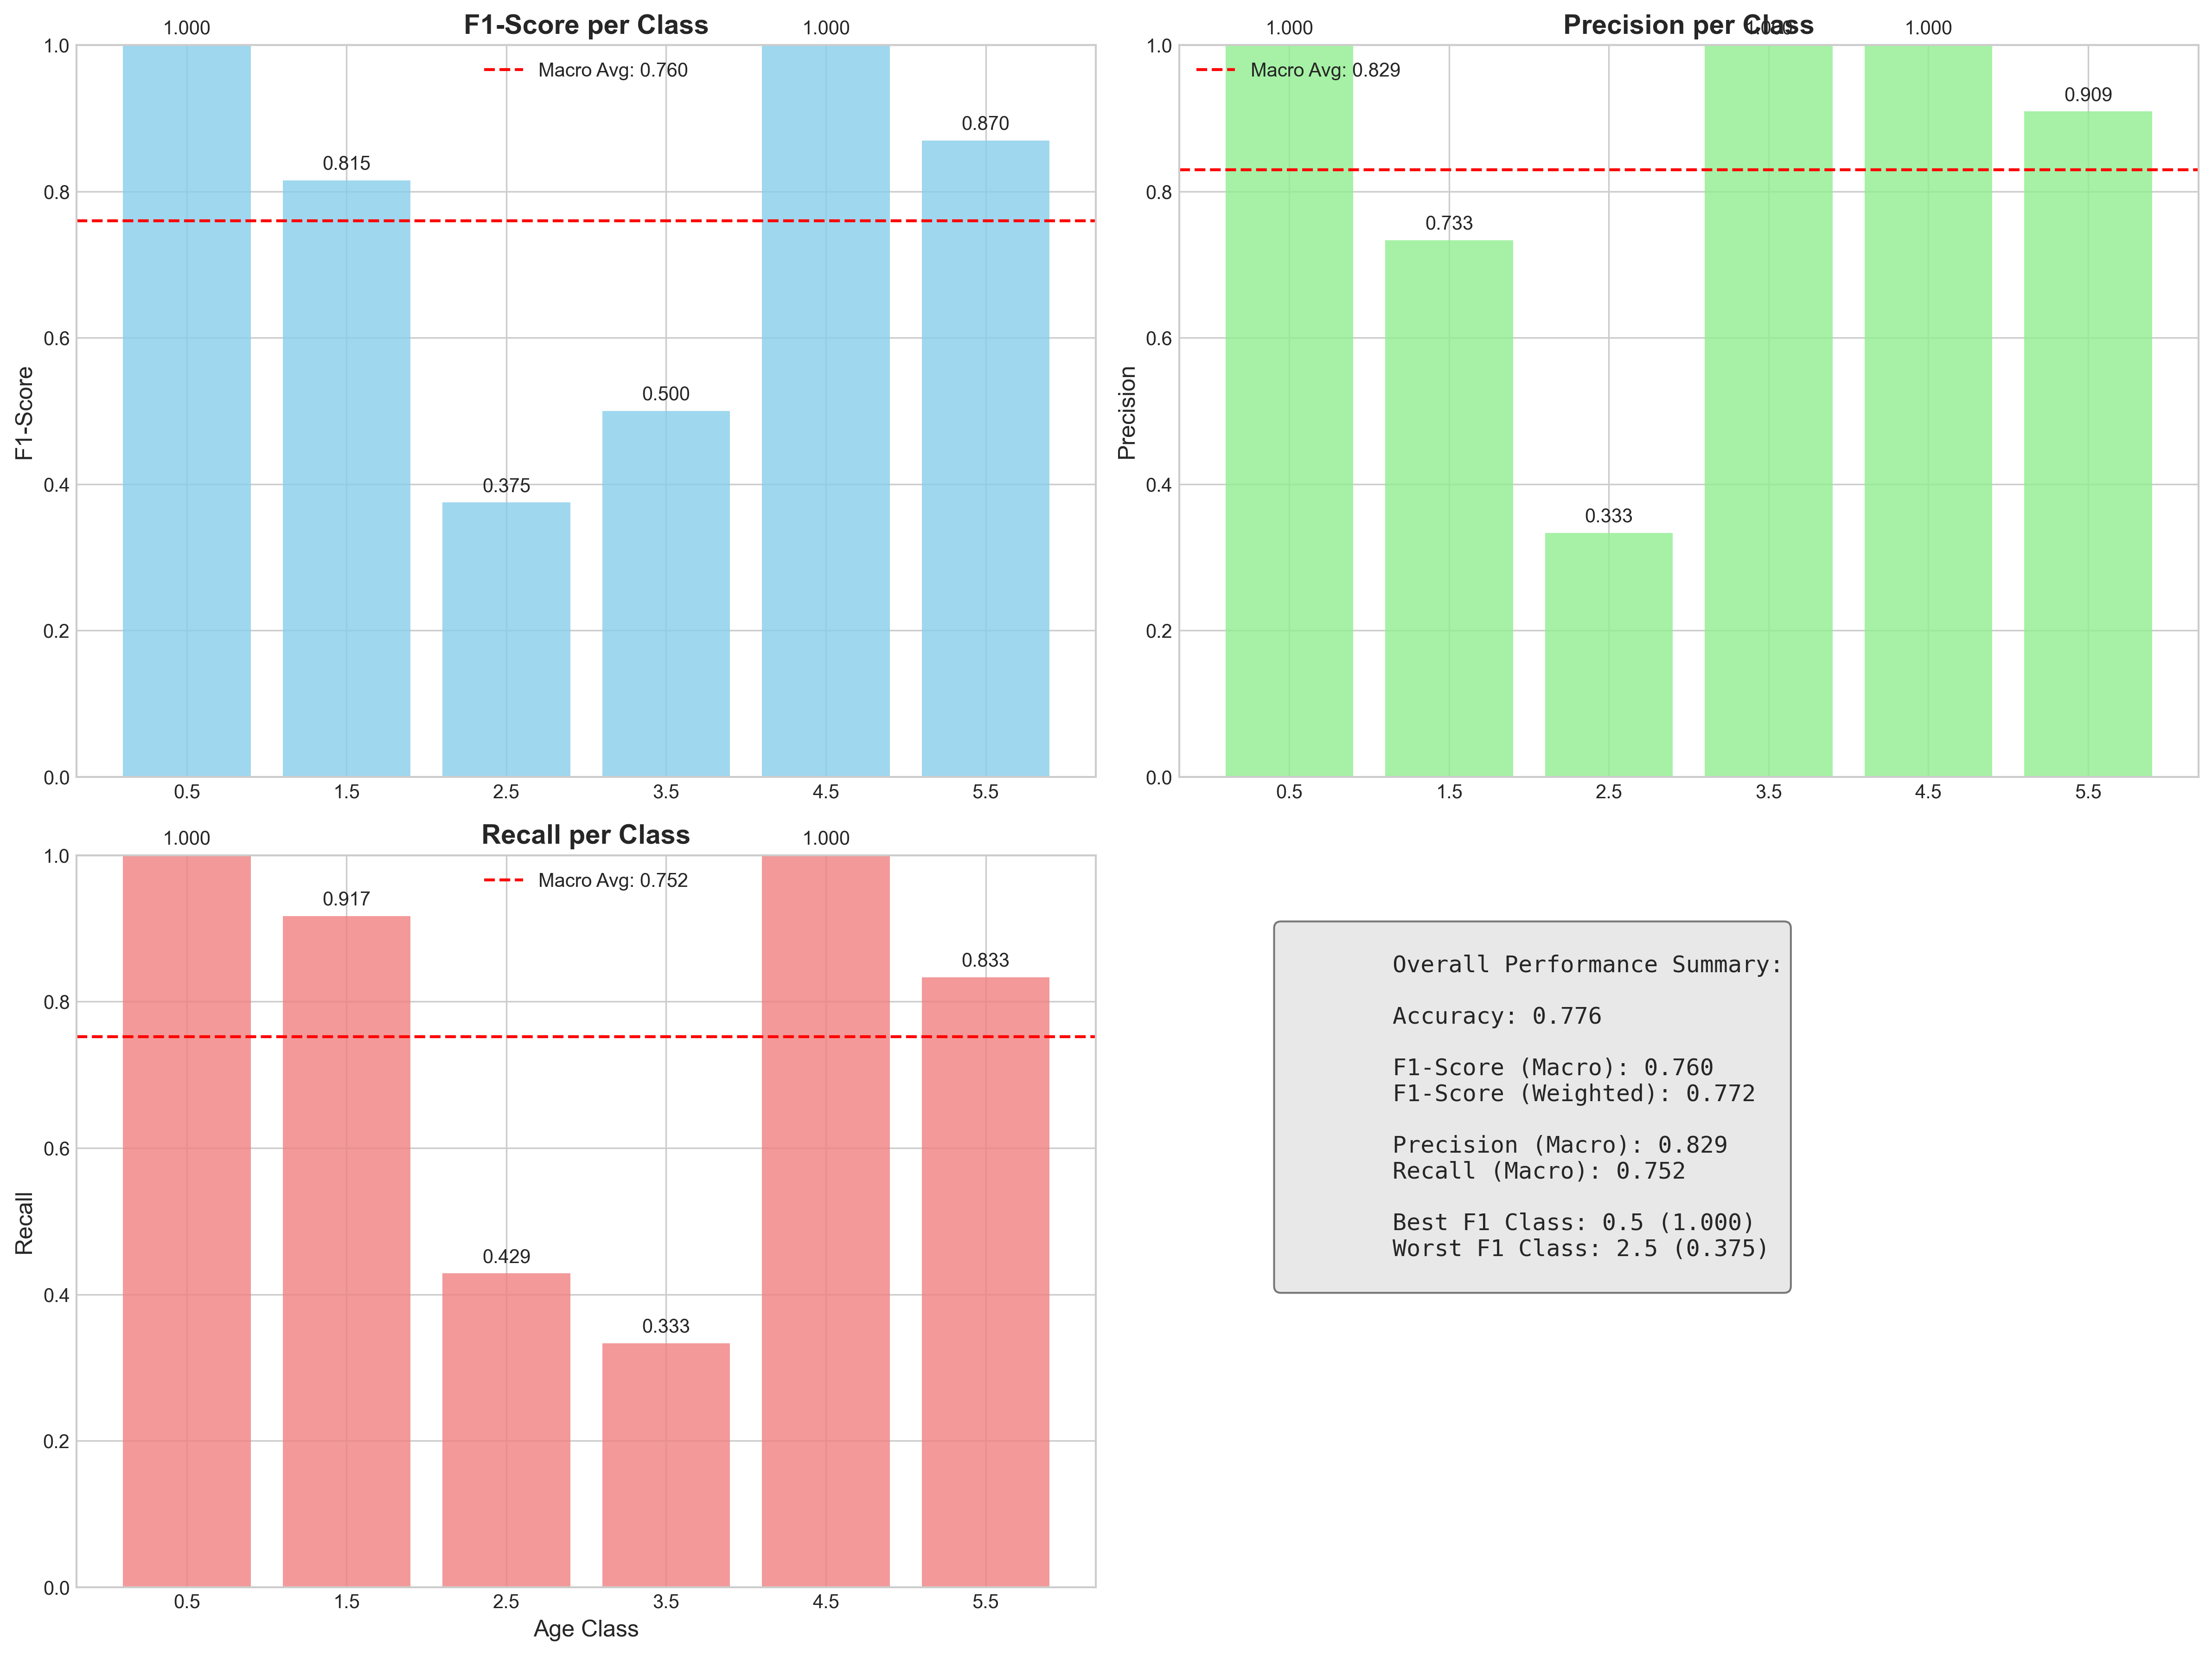 1.000
F1-Score per Class
1.000
Macro Avg: 0.760
0.815
0.375
0.500
0.870
F1-Score
1.0
0.8
0.6
0.4
0.2
0.0
0.5 1.5 2.5 3.5 4.5 5.5
1.000
Precision per Class
1.000
1.000
Macro Avg: 0.829
0.733
0.333
0.909
Precision
1.0
0.8
0.6
0.4
0.2
0.0
0.5 1.5 2.5 3.5 4.5 5.5
1.000
Recall per Class
1.000
Macro Avg: 0.752
0.917
0.429
0.333
0.833
Recall
1.0
0.8
0.6
0.4
0.2
0.0
0.5 1.5 2.5 3.5 4.5 5.5
Age Class
Overall Performance Summary:
Accuracy: 0.776
F1-Score (Macro): 0.760
F1-Score (Weighted): 0.772
Precision (Macro): 0.829
Recall (Macro): 0.752
Best F1 Class: 0.5 (1.000)
Worst F1 Class: 2.5 (0.375)